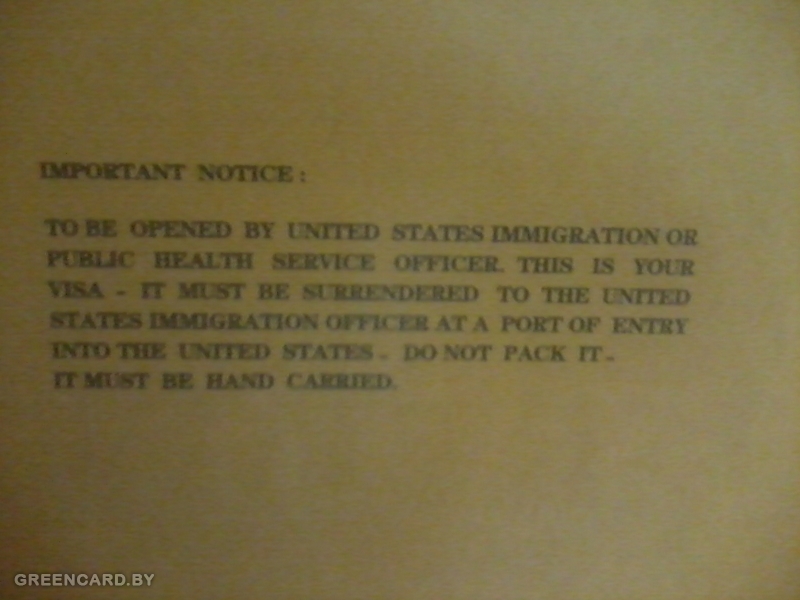 IMPORTANT NOTICE :
TO BE OPENED BY UNITED STATES IMMIGRATION OR
PUBLIC HEALTH SERVICE OFFICER. THIS IS YOUR
VISA - IT MUST BE SURRENDERED TO THE UNITED
STATES IMMIGRATION OFFICER AT A PORT OF ENTRY
INTO THE UNITED STATES - DO NOT PACK IT -
IT MUST BE HAND CARRIED.
GREENCARD.BY